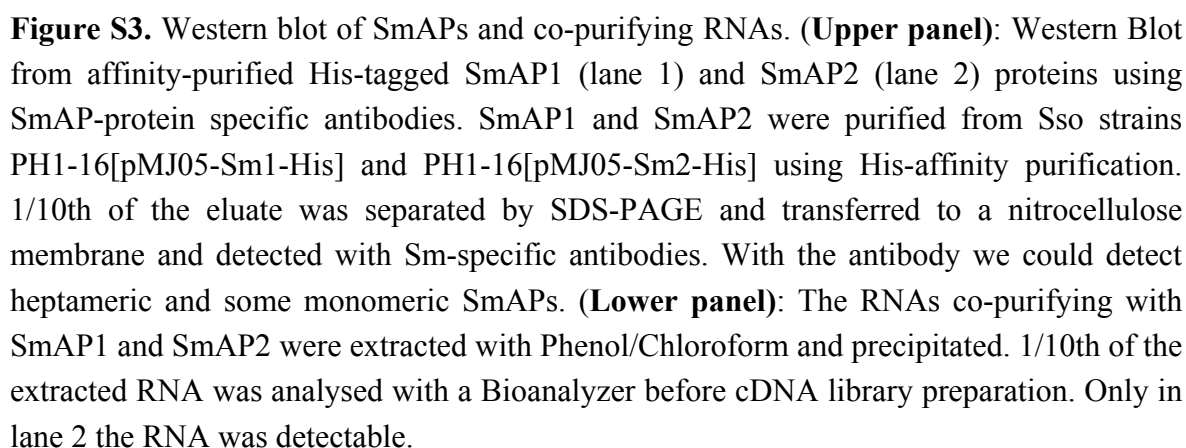 Figure S3. Western blot of SmAPs and co-purifying RNAs. (Upper panel): Western Blot
from affinity-purified His-tagged SmAP1 (lane 1) and SmAP2 (lane 2) proteins using
SmAP-protein specific antibodies. SmAP1 and SmAP2 were purified from Sso strains
PH1-16[pMJ05-Sm1-His] and PH1-16[pMJ05-Sm2-His] using His-affinity purification.
1/10th of the eluate was separated by SDS-PAGE and transferred to a nitrocellulose
membrane and detected with Sm-specific antibodies. With the antibody we could detect
heptameric and some monomeric SmAPs. (Lower panel): The RNAs co-purifying with
SmAP1 and SmAP2 were extracted with Phenol/Chloroform and precipitated. 1/10th of the
extracted RNA was analysed with a Bioanalyzer before cDNA library preparation. Only in
lane 2 the RNA was detectable.